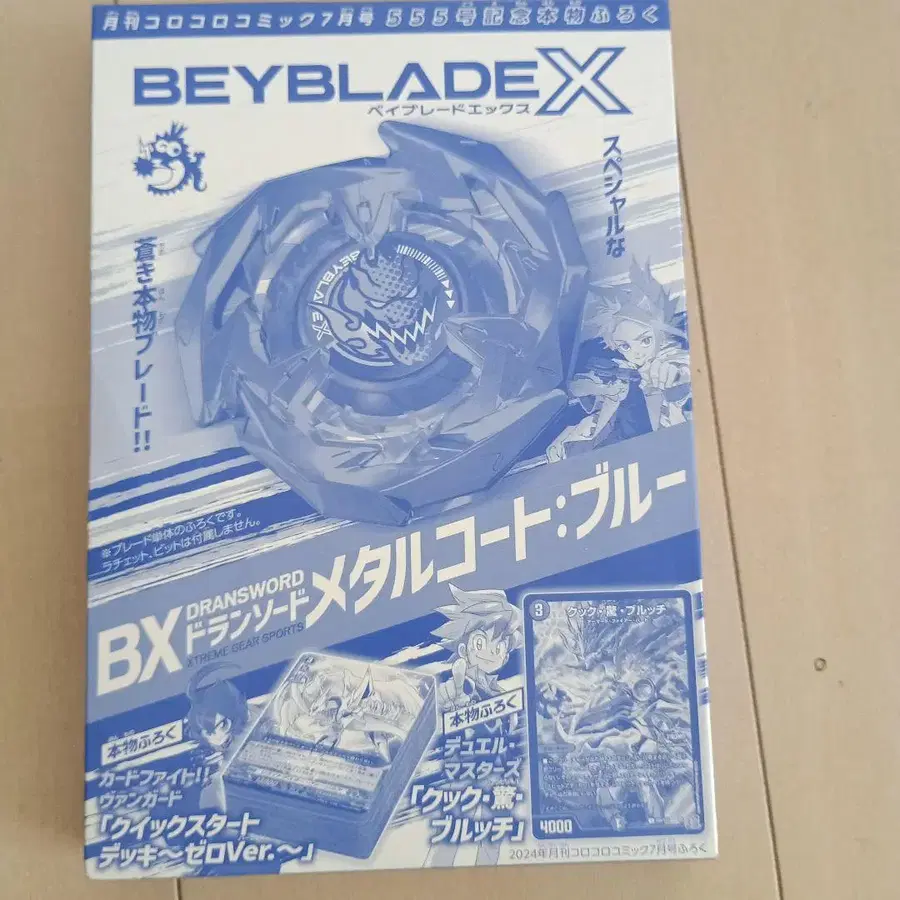 月刊コロコロコミック7月号 555号記念本物ふろく
BEYBLADE X
ベイブレードエックス
スペシャルな
蒼き本物ブレード!!
BEYBLADE X
※ブレード単体のふろくです。
ラチェット、ビットは付属しません。
BX
DRANSWORD
ドランソード
XTREME GEAR SPORTS
メタルコート:ブルー
本物ふろく
カードファイト!!
ヴァンガード
「クイックスタート
デッキ〜ゼロVer.〜」
本物ふろく
デュエル・
マスターズ
「クック・驚・
ブルッチ」
3
クック・驚・ブルッチ
4000
2024年月刊コロコロコミック7月号ふろく